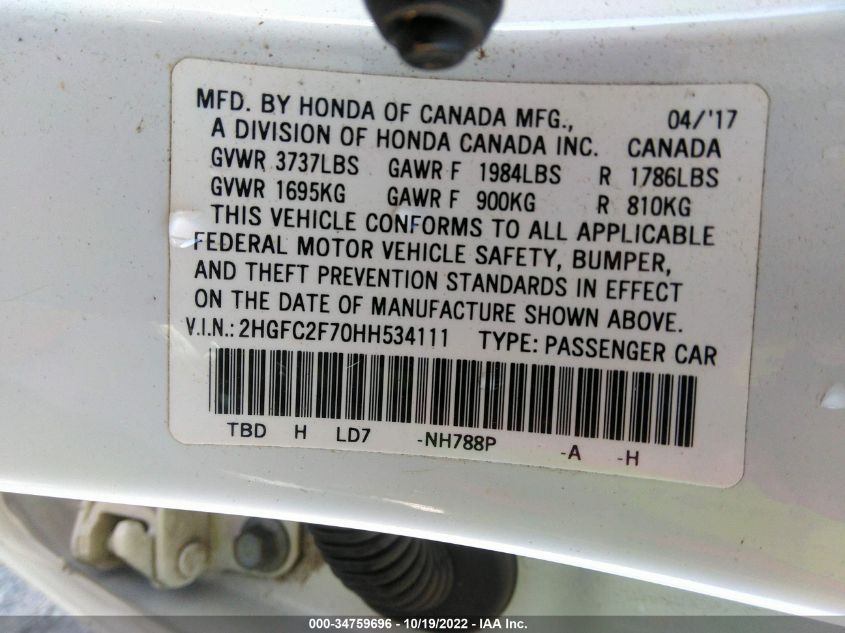 MFD. BY HONDA OF CANADA MFG., 04/'17
A DIVISION OF HONDA CANADA INC. CANADA
GVWR 3737LBS GAWR F 1984LBS R 1786LBS
GVWR 1695KG GAWR F 900KG R 810KG
THIS VEHICLE CONFORMS TO ALL APPLICABLE
FEDERAL MOTOR VEHICLE SAFETY, BUMPER,
AND THEFT PREVENTION STANDARDS IN EFFECT
ON THE DATE OF MANUFACTURE SHOWN ABOVE.
V.I.N.: 2HGFC2F70HH534111 TYPE: PASSENGER CAR
TBD H LD7 -NH788P -A -H
000-34759696 - 10/19/2022 - IAA Inc.